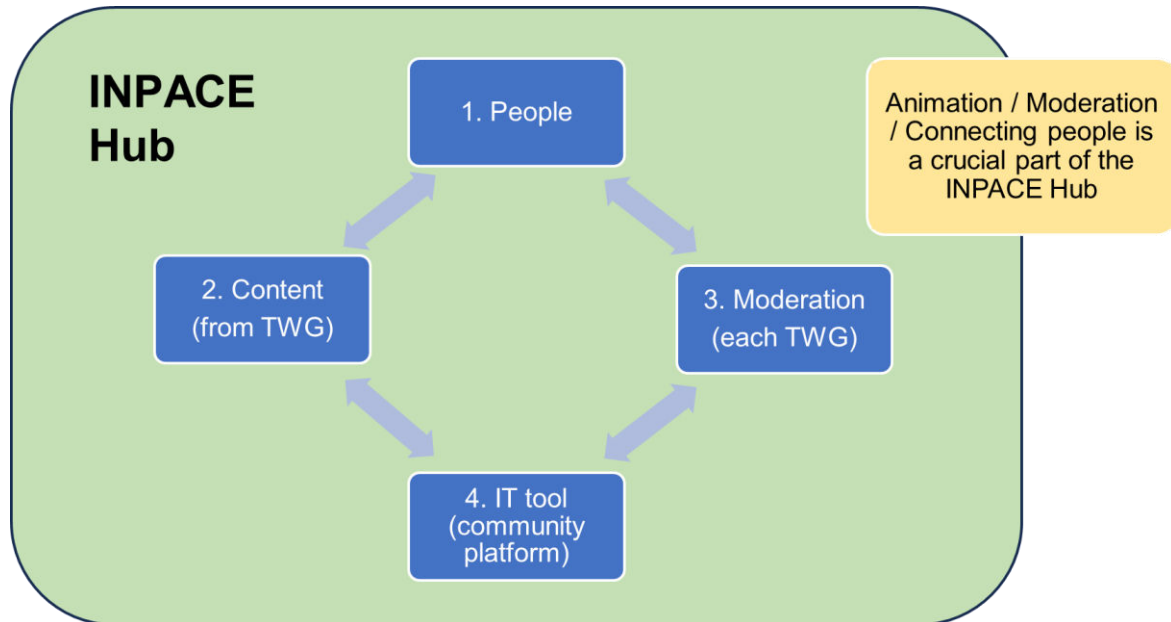 INPACE
Hub
1. People
Animation / Moderation
/ Connecting people is
a crucial part of the
INPACE Hub
2. Content
(from TWG)
3. Moderation
(each TWG)
4. IT tool
(community
platform)